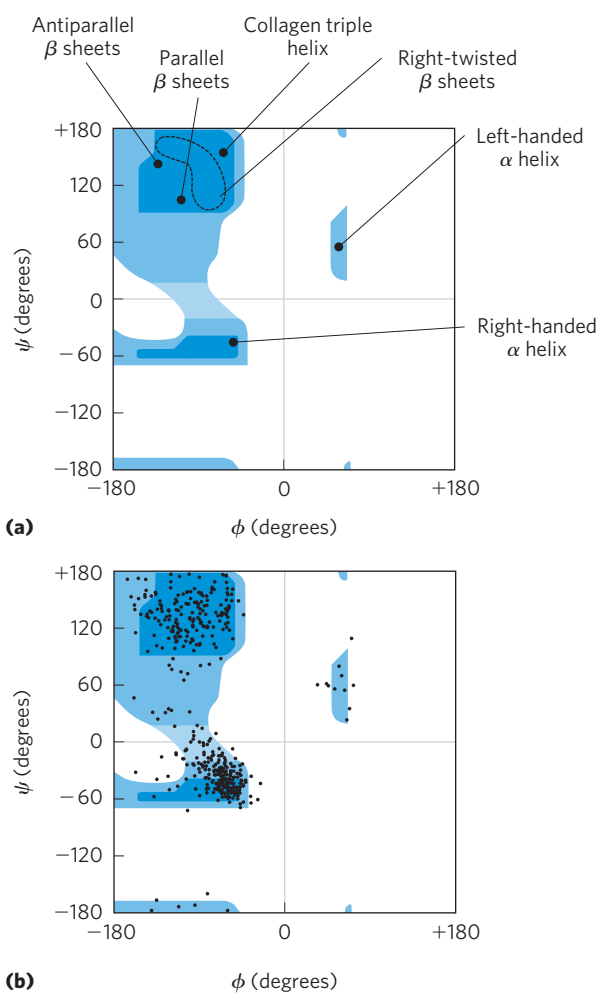 Antiparallel
β sheets
Parallel
β sheets
Collagen triple
helix
Right-twisted
β sheets
Left-handed
α helix
Right-handed
α helix
+180
120
60
0
−60
−120
−180
ψ (degrees)
−180
0
+180
(a)
ϕ (degrees)
+180
120
60
0
−60
−120
−180
ψ (degrees)
−180
0
+180
(b)
ϕ (degrees)